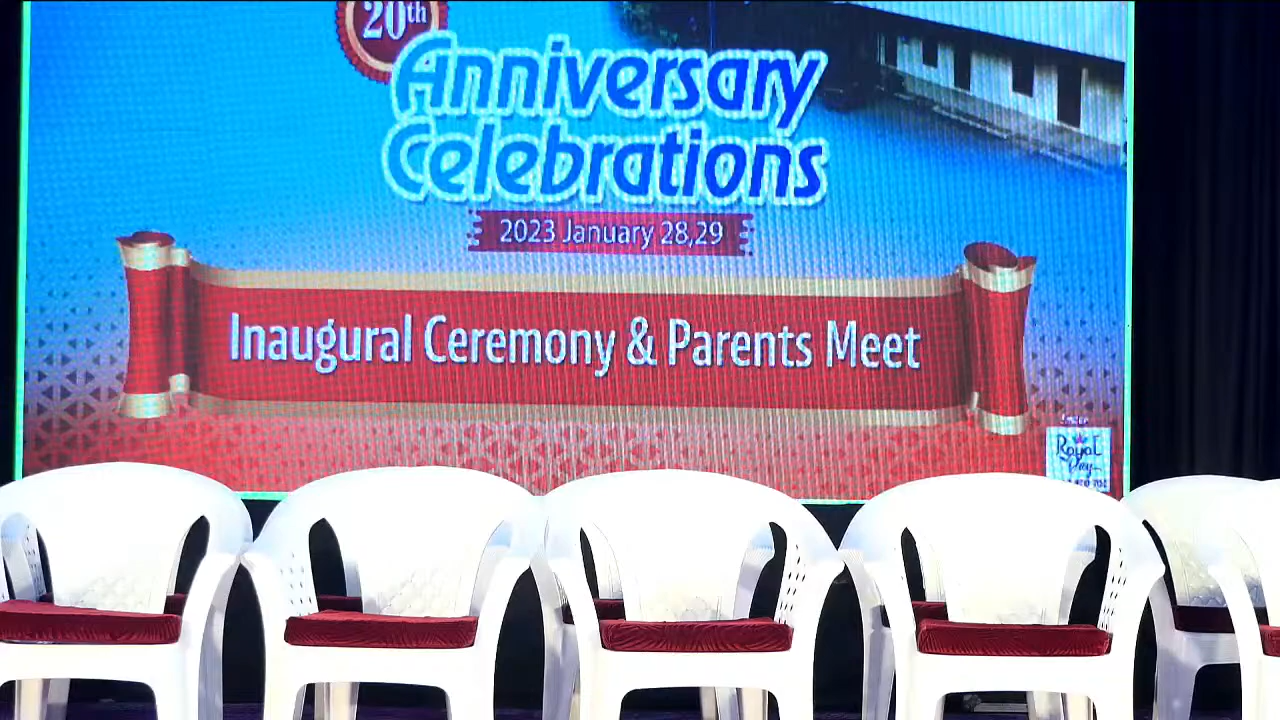 20th
Anniversary
Celebrations
2023 January 28,29
Inaugural Ceremony & Parents Meet
Royal